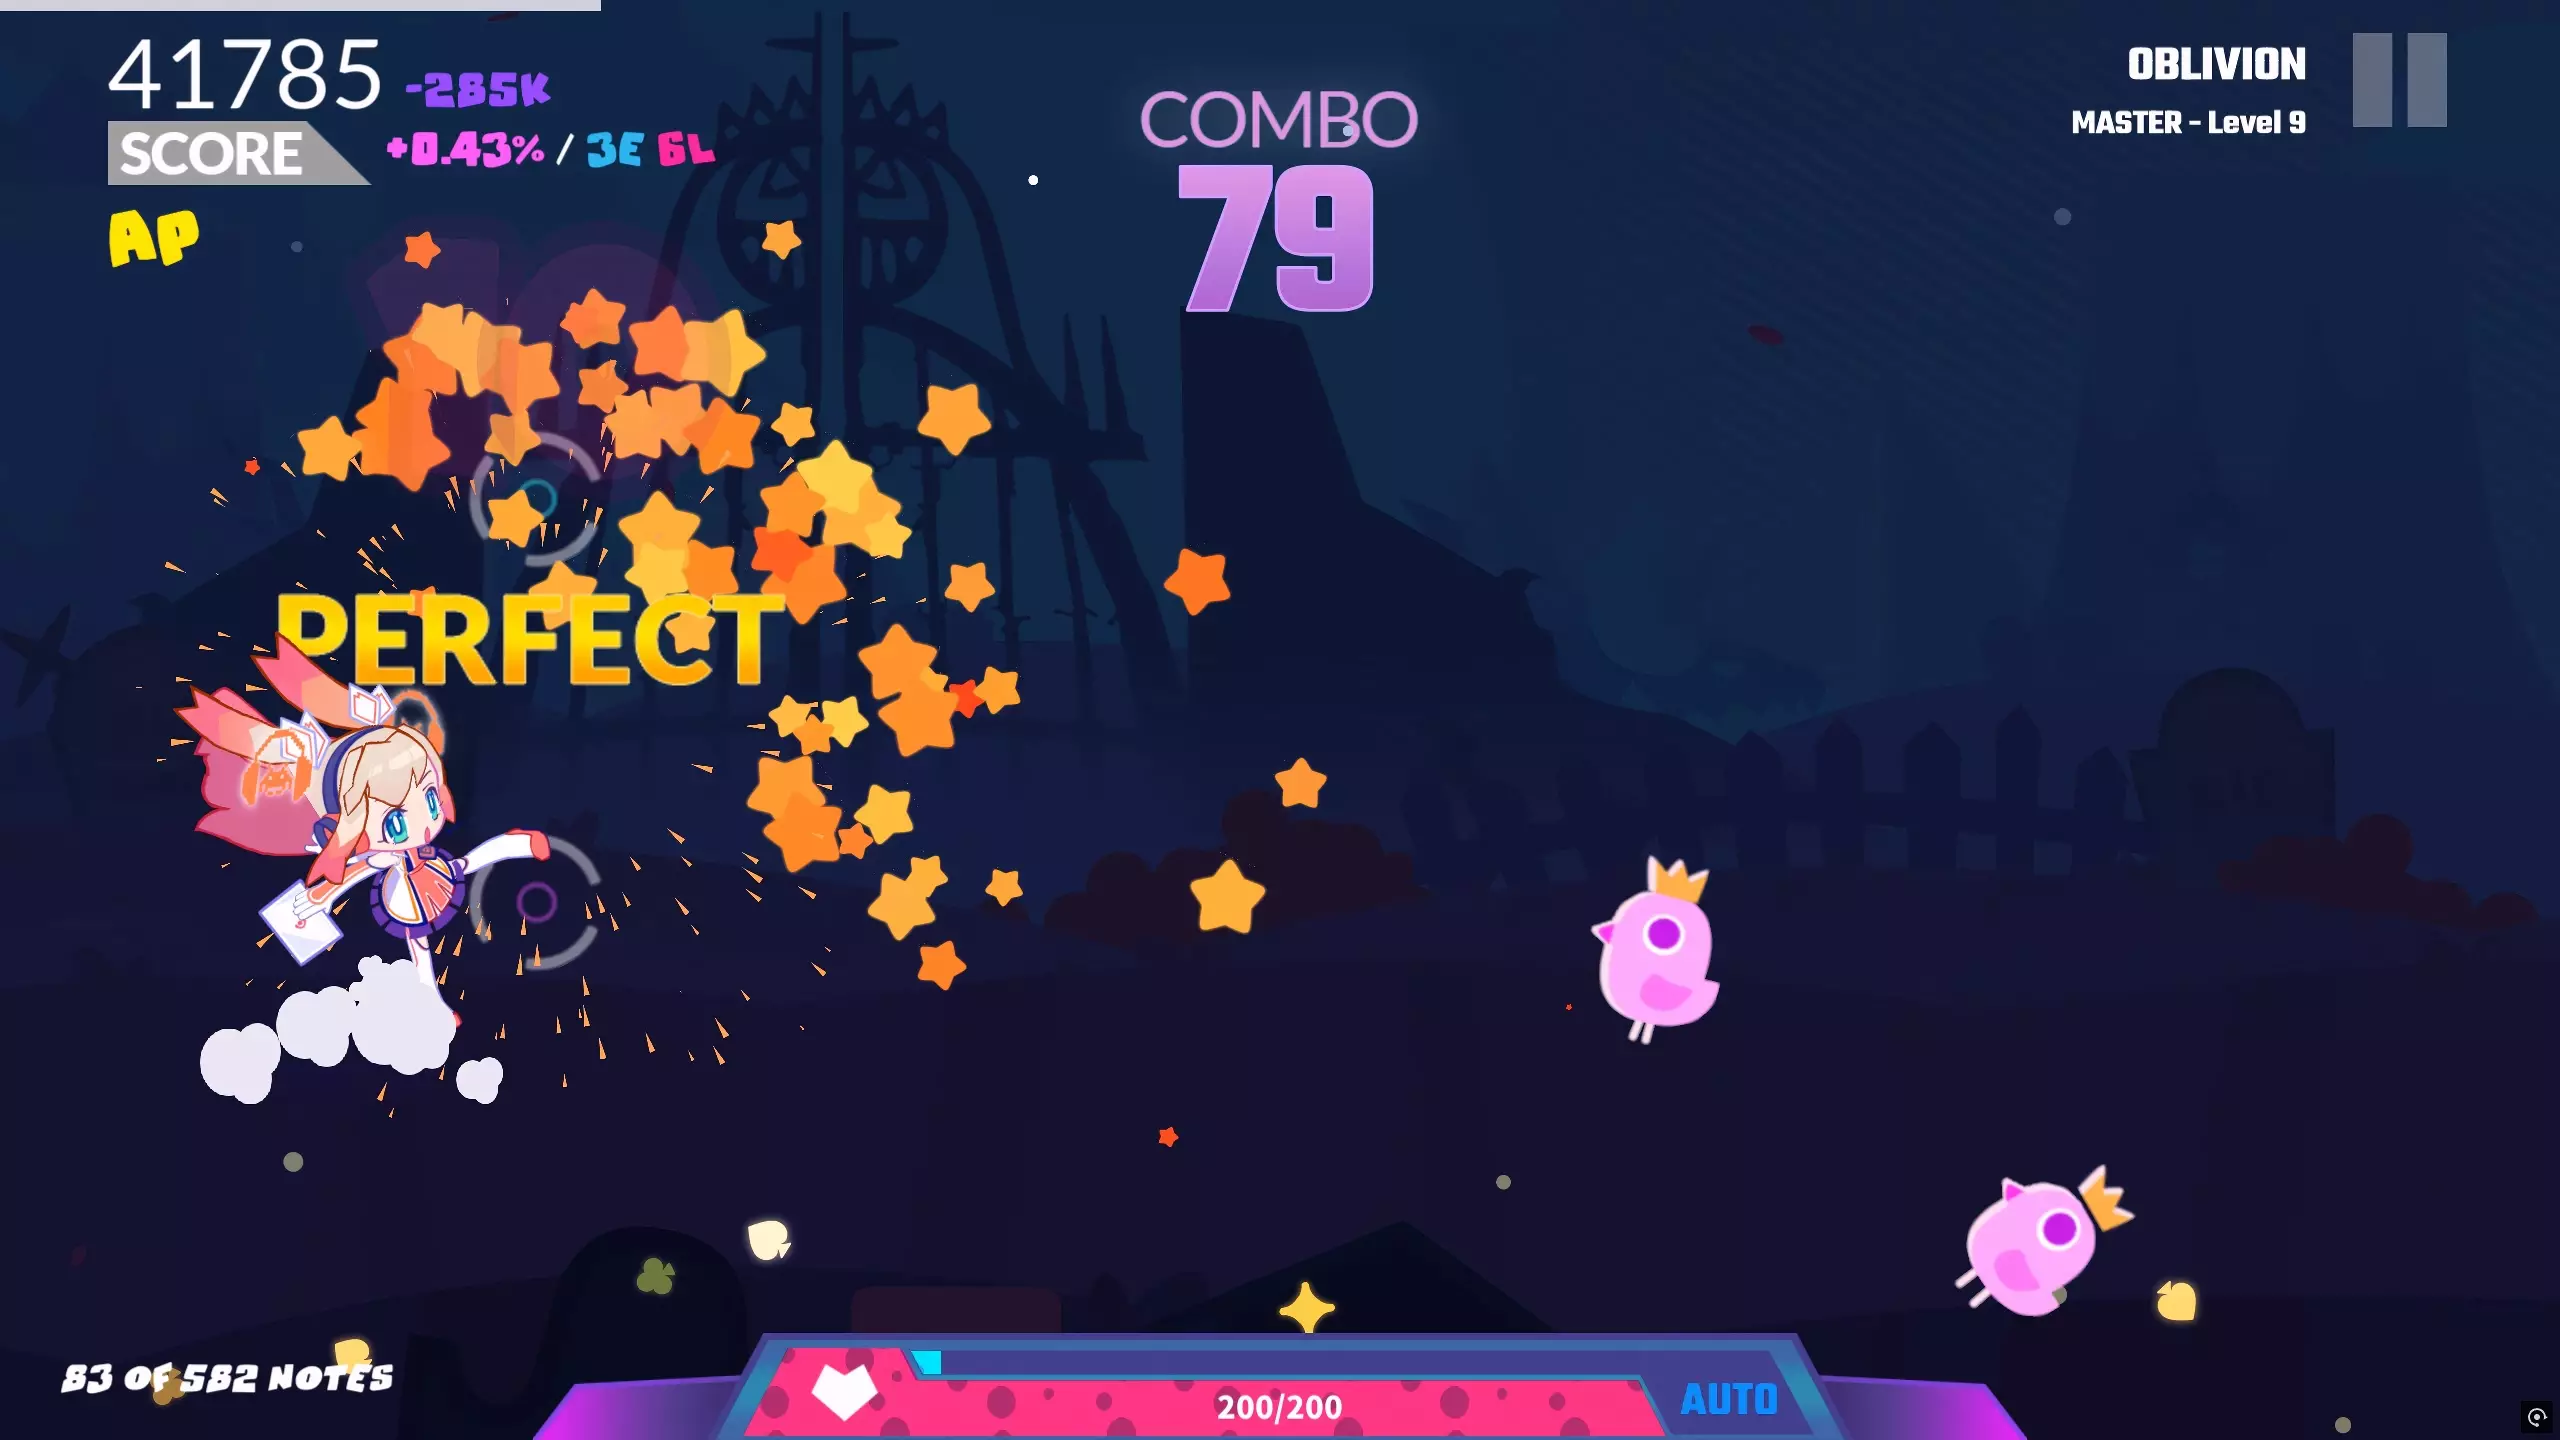 41785 -285K
SCORE +0.43% / 3E 6L
AP
COMBO
79
OBLIVION
MASTER - Level 9
PERFECT
83 OF 582 NOTES
200/200
AUTO